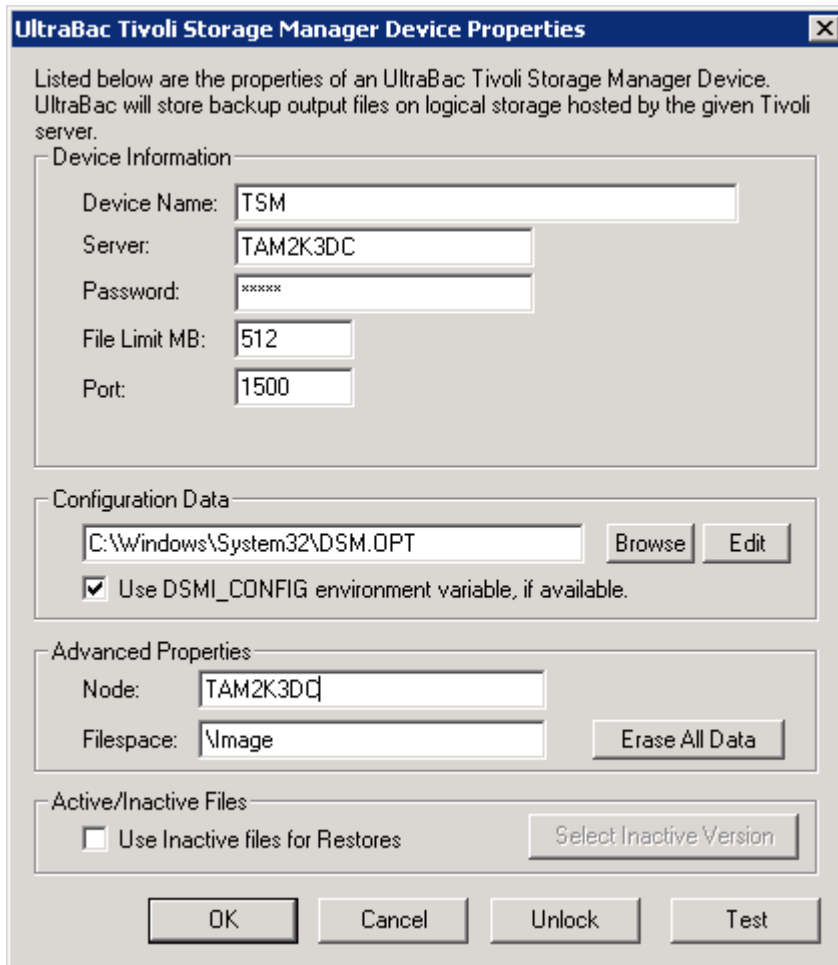 UltraBac Tivoli Storage Manager Device Properties
Listed below are the properties of an UltraBac Tivoli Storage Manager Device.
UltraBac will store backup output files on logical storage hosted by the given Tivoli
server.
Device Information
Device Name: TSM
Server: TAM2K3DC
Password: *****
File Limit MB: 512
Port: 1500
Configuration Data
C:\Windows\System32\DSM.OPT Browse Edit
Use DSMI_CONFIG environment variable, if available.
Advanced Properties
Node: TAM2K3DC
Filespace: \Image Erase All Data
Active/Inactive Files
Use Inactive files for Restores Select Inactive Version
OK Cancel Unlock Test